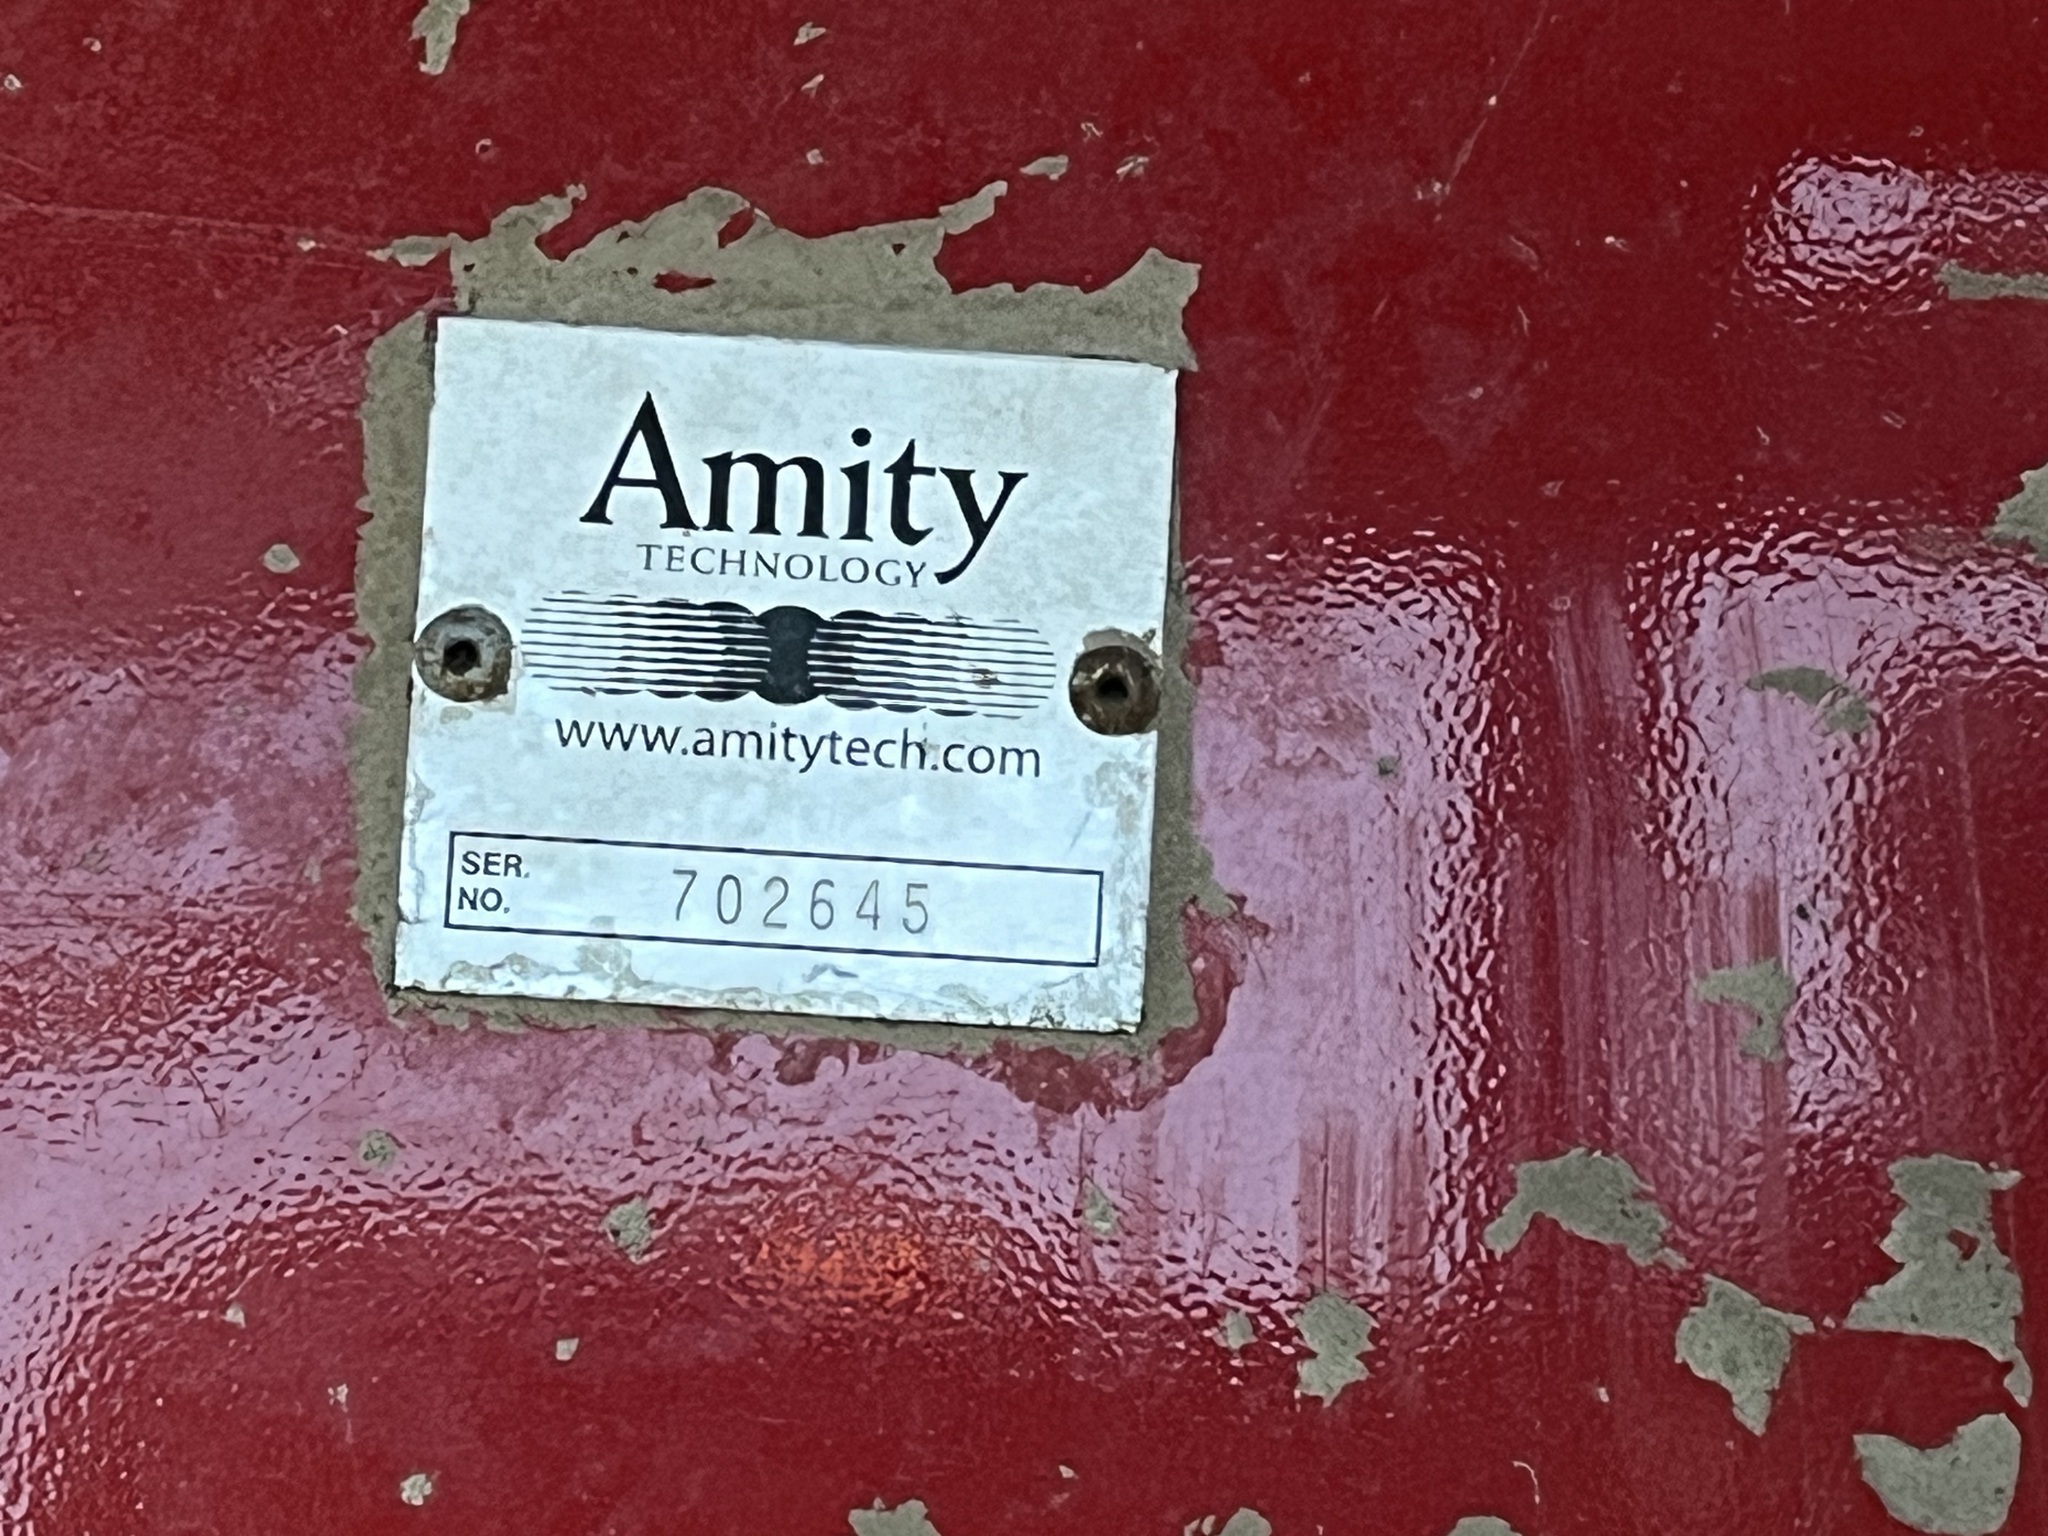 Amity
TECHNOLOGY
www.amitytech.com
SER.
NO. 702645